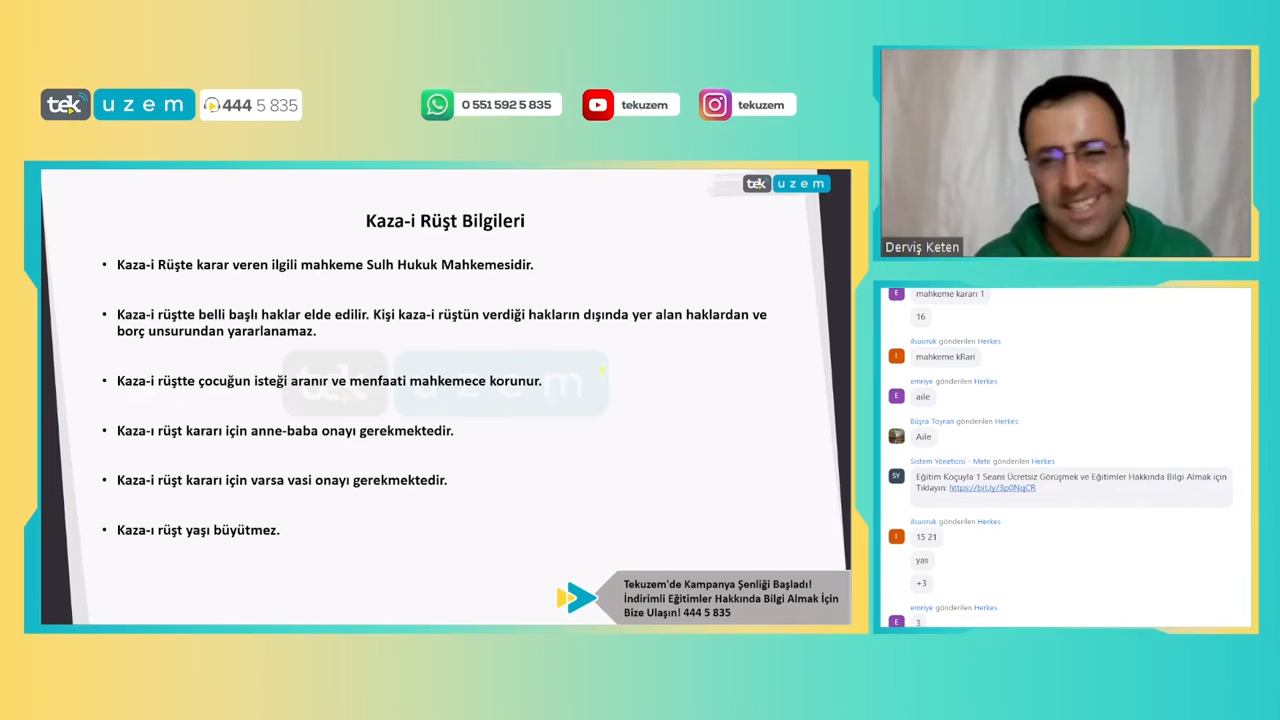 tek uzem 444 5 835
0 551 592 5 835
tekuzem
tekuzem
tek uzem
Kaza-i Rüşt Bilgileri
• Kaza-i Rüşte karar veren ilgili mahkeme Sulh Hukuk Mahkemesidir.
• Kaza-i rüştte belli başlı haklar elde edilir. Kişi kaza-i rüştün verdiği hakların dışında yer alan haklardan ve
borç unsurundan yararlanamaz.
• Kaza-i rüştte çocuğun isteği aranır ve menfaati mahkemece korunur.
• Kaza-ı rüşt kararı için anne-baba onayı gerekmektedir.
• Kaza-i rüşt kararı için varsa vasi onayı gerekmektedir.
• Kaza-ı rüşt yaşı büyütmez.
tek uzem
Tekuzem'de Kampanya Şenliği Başladı!
İndirimli Eğitimler Hakkında Bilgi Almak İçin
Bize Ulaşın! 444 5 835
Derviş Keten
E mahkeme kararı 1
16
ilsuoruk gönderilen Herkes
I mahkeme kRari
emriye gönderilen Herkes
E aile
Büşra Toyran gönderilen Herkes
Aile
Sistem Yöneticisi - Mete gönderilen Herkes
SY Eğitim Koçuyla 1 Seans Ücretsiz Görüşmek ve Eğitimler Hakkında Bilgi Almak için
Tıklayın: https://bit.ly/3p0NqCR
ilsuoruk gönderilen Herkes
I 15 21
yas
+3
emriye gönderilen Herkes
E 3